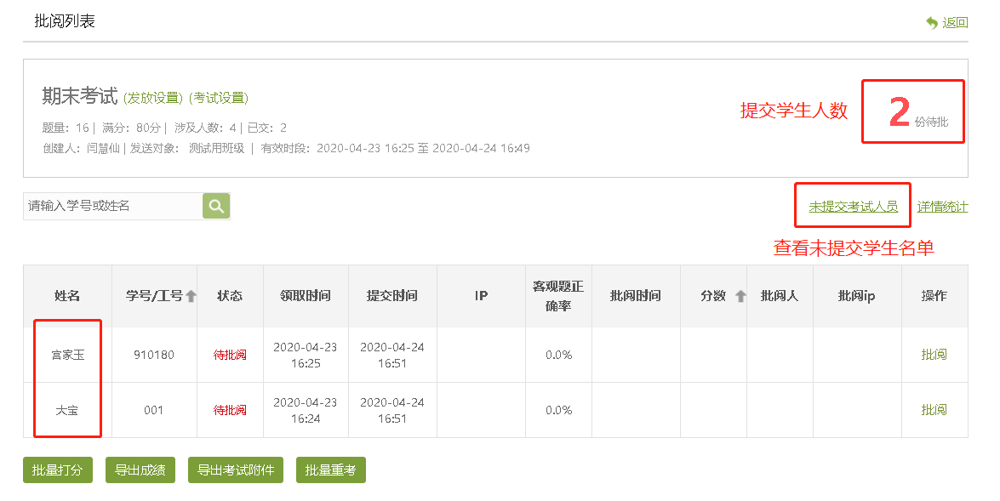 批阅列表
返回
期末考试 (发放设置) (考试设置)
提交学生人数
2 份待批
题量：16 | 满分：80分 | 涉及人数：4 | 已交：2
创建人：闫慧仙 | 发送对象： 测试用班级 | 有效时段：2020-04-23 16:25 至 2020-04-24 16:49
请输入学号或姓名
未提交考试人员 详情统计
查看未提交学生名单
姓名 学号/工号 状态 领取时间 提交时间 IP 客观题正确率 批阅时间 分数 批阅人 批阅ip 操作
宫家玉 910180 待批阅 2020-04-23 16:25 2020-04-24 16:51 0.0% 批阅
大宝 001 待批阅 2020-04-23 16:24 2020-04-24 16:51 0.0% 批阅
批量打分 导出成绩 导出考试附件 批量重考